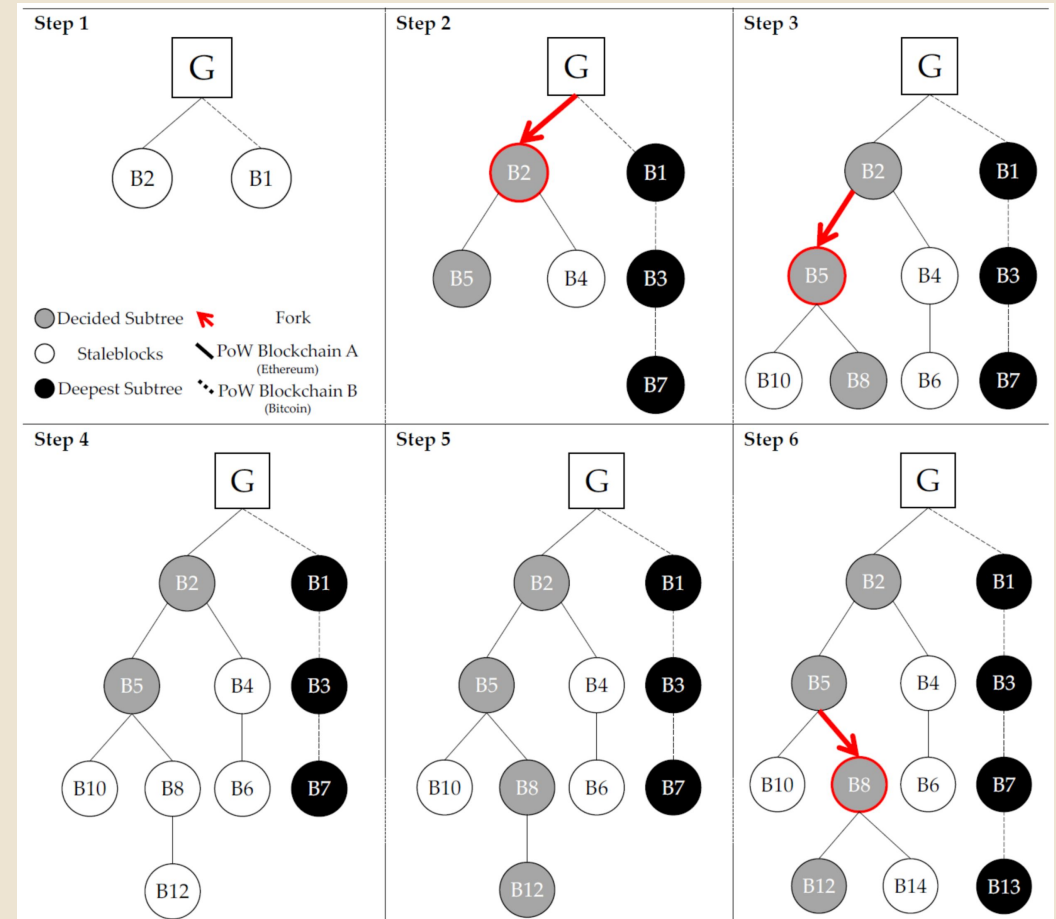 Step 1
G
B2 B1
Decided Subtree Fork
Staleblocks PoW Blockchain A
(Ethereum)
Deepest Subtree PoW Blockchain B
(Bitcoin)
Step 2
G
B2 B1
B5 B4 B3
B7
Step 3
G
B2 B1
B5 B4 B3
B10 B8 B6 B7
Step 4
G
B2 B1
B5 B4 B3
B10 B8 B6 B7
B12
Step 5
G
B2 B1
B5 B4 B3
B10 B8 B6 B7
B12
Step 6
G
B2 B1
B5 B4 B3
B10 B8 B6 B7
B12 B14 B13